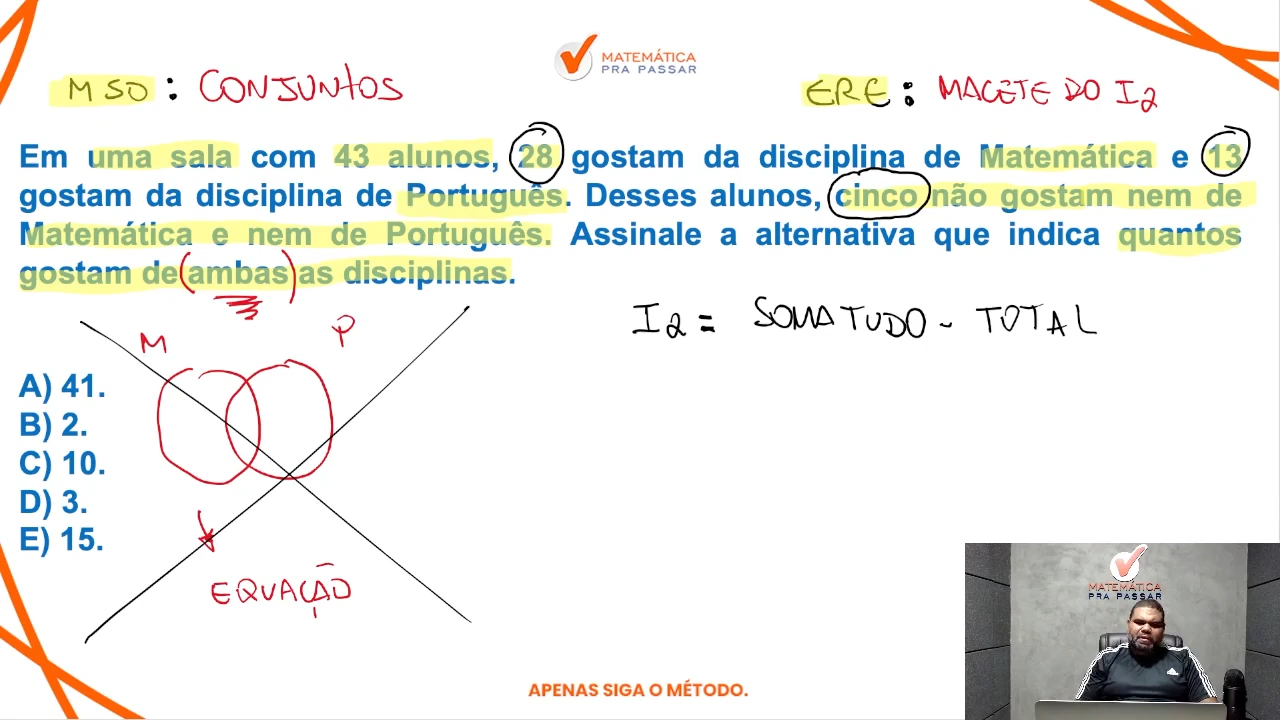 MATEMÁTICA
PRA PASSAR
MSD : CONJUNTOS
ERE : MACETE DO I2
Em uma sala com 43 alunos, 28 gostam da disciplina de Matemática e 13
gostam da disciplina de Português. Desses alunos, cinco não gostam nem de
Matemática e nem de Português. Assinale a alternativa que indica quantos
gostam de (ambas) as disciplinas.
I2 = SOMA TUDO - TOTAL
M P
A) 41.
B) 2.
C) 10.
D) 3.
E) 15.
EQUAÇÃO
MATEMÁTICA
PRA PASSAR
APENAS SIGA O MÉTODO.